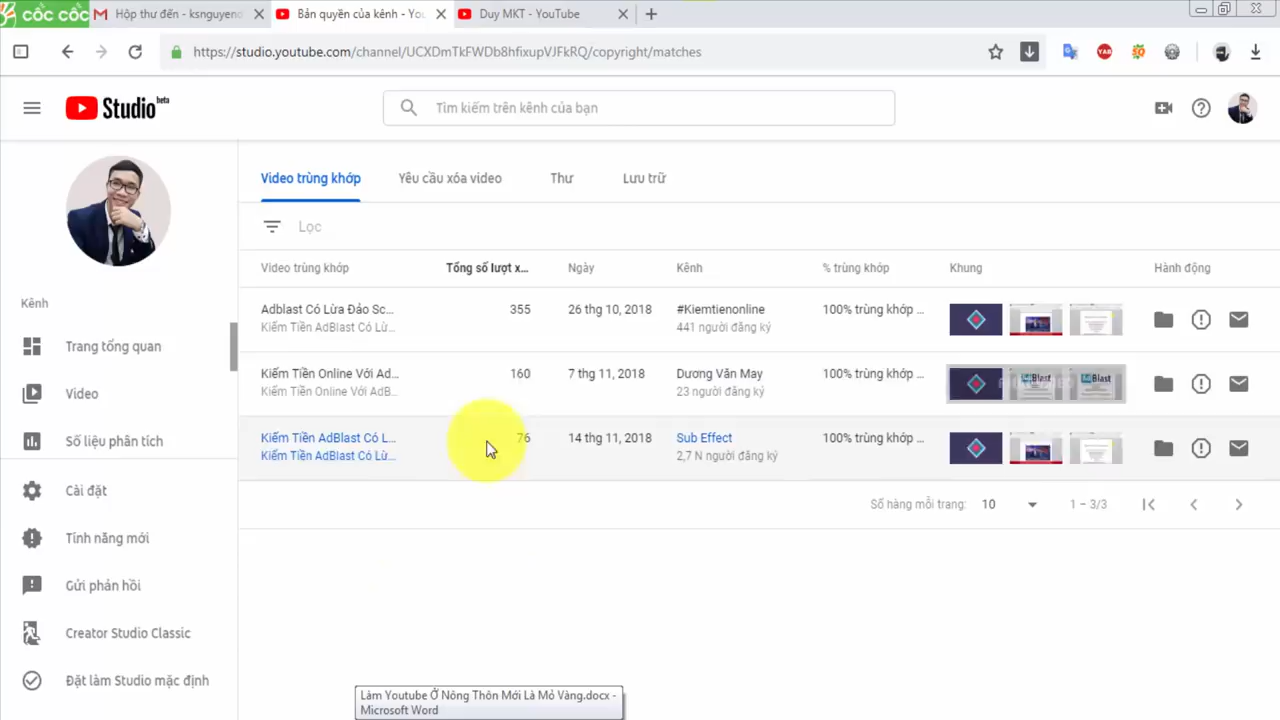 cốc cốc
Hộp thư đến - ksnguyeno
Bản quyền của kênh - You
Duy MKT - YouTube
https://studio.youtube.com/channel/UCXDmTkFWDb8hfixupVJFkRQ/copyright/matches
Studio beta
Tìm kiếm trên kênh của bạn
Video trùng khớp
Yêu cầu xóa video
Thư
Lưu trữ
Lọc
Video trùng khớp
Tổng số lượt x...
Ngày
Kênh
% trùng khớp
Khung
Hành động
Adblast Có Lừa Đảo Sc...
Kiếm Tiền AdBlast Có Lừ...
355
26 thg 10, 2018
#Kiemtienonline
441 người đăng ký
100% trùng khớp ...
Kiếm Tiền Online Với Ad...
Kiếm Tiền Online Với AdB...
160
7 thg 11, 2018
Dương Văn May
23 người đăng ký
100% trùng khớp ...
Kiếm Tiền AdBlast Có L...
Kiếm Tiền AdBlast Có Lừ...
76
14 thg 11, 2018
Sub Effect
2,7 N người đăng ký
100% trùng khớp ...
Số hàng mỗi trang:
10
1 – 3/3
Kênh
Trang tổng quan
Video
Số liệu phân tích
Cài đặt
Tính năng mới
Gửi phản hồi
Creator Studio Classic
Đặt làm Studio mặc định
Làm Youtube Ở Nông Thôn Mới Là Mỏ Vàng.docx -
Microsoft Word